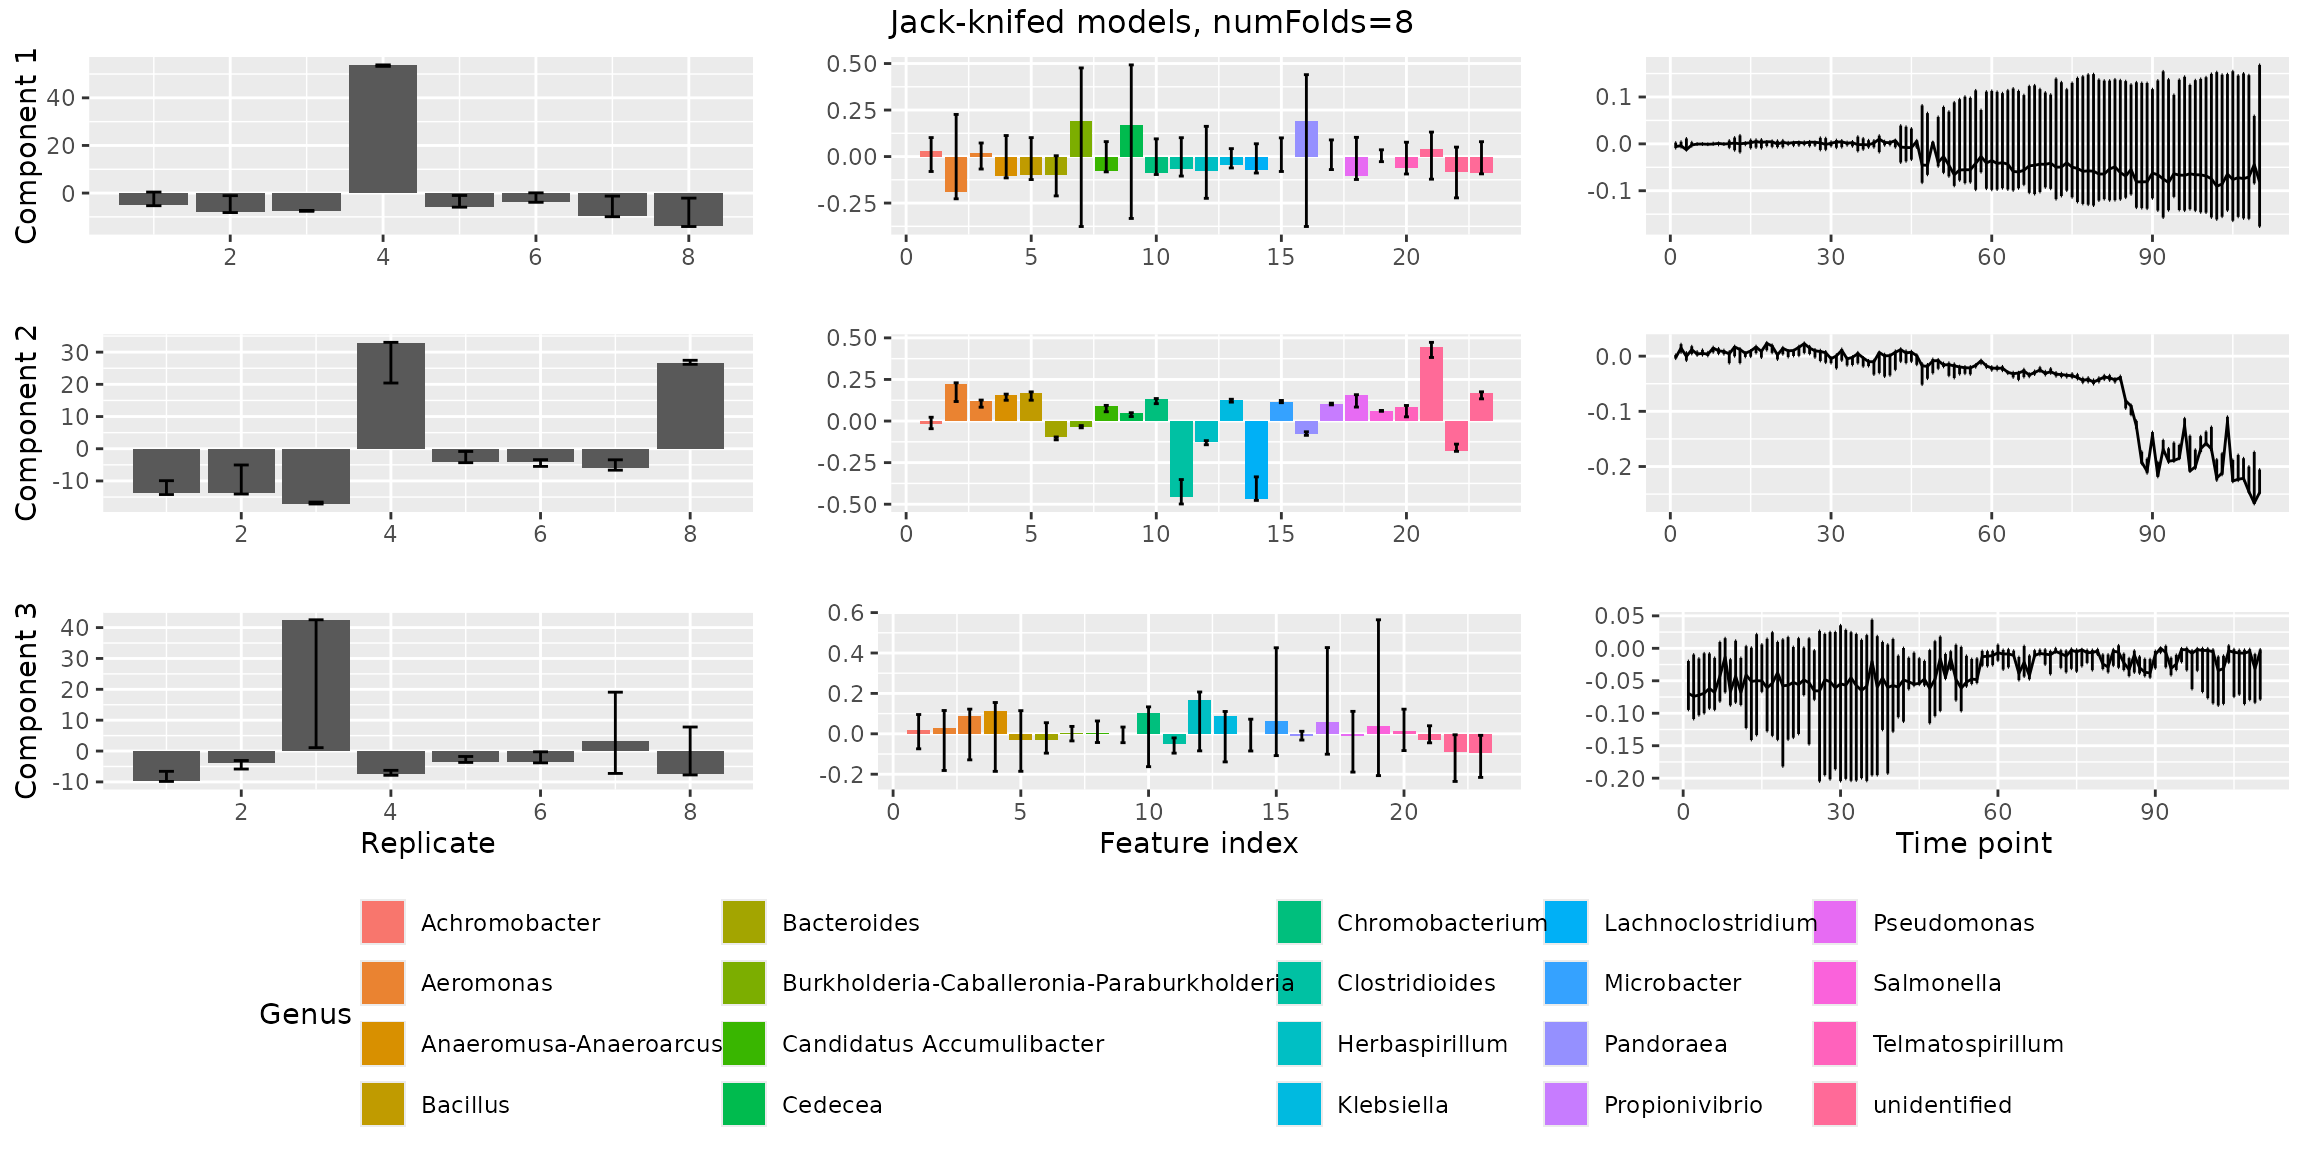 Jack-knifed models, numFolds=8
Component 1
40
20
0
2 4 6 8
0.50
0.25
0.00
-0.25
0 5 10 15 20
0.1
0.0
-0.1
0 30 60 90
Component 2
30
20
10
0
-10
2 4 6 8
0.50
0.25
0.00
-0.25
-0.50
0 5 10 15 20
0.0
-0.1
-0.2
0 30 60 90
Component 3
40
30
20
10
0
-10
2 4 6 8
Replicate
0.6
0.4
0.2
0.0
-0.2
0 5 10 15 20
Feature index
0.05
0.00
-0.05
-0.10
-0.15
-0.20
0 30 60 90
Time point
Genus
Achromobacter
Aeromonas
Anaeromusa-Anaeroarcus
Bacillus
Bacteroides
Burkholderia-Caballeronia-Paraburkholderia
Candidatus Accumulibacter
Cedecea
Chromobacterium
Clostridioides
Herbaspirillum
Klebsiella
Lachnoclostridium
Microbacter
Pandoraea
Propionivibrio
Pseudomonas
Salmonella
Telmatospirillum
unidentified